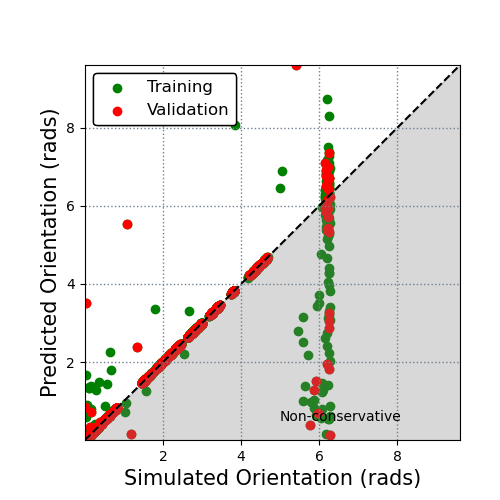 Training
Validation
Predicted Orientation (rads)
8
6
4
2
Non-conservative
2
4
6
8
Simulated Orientation (rads)